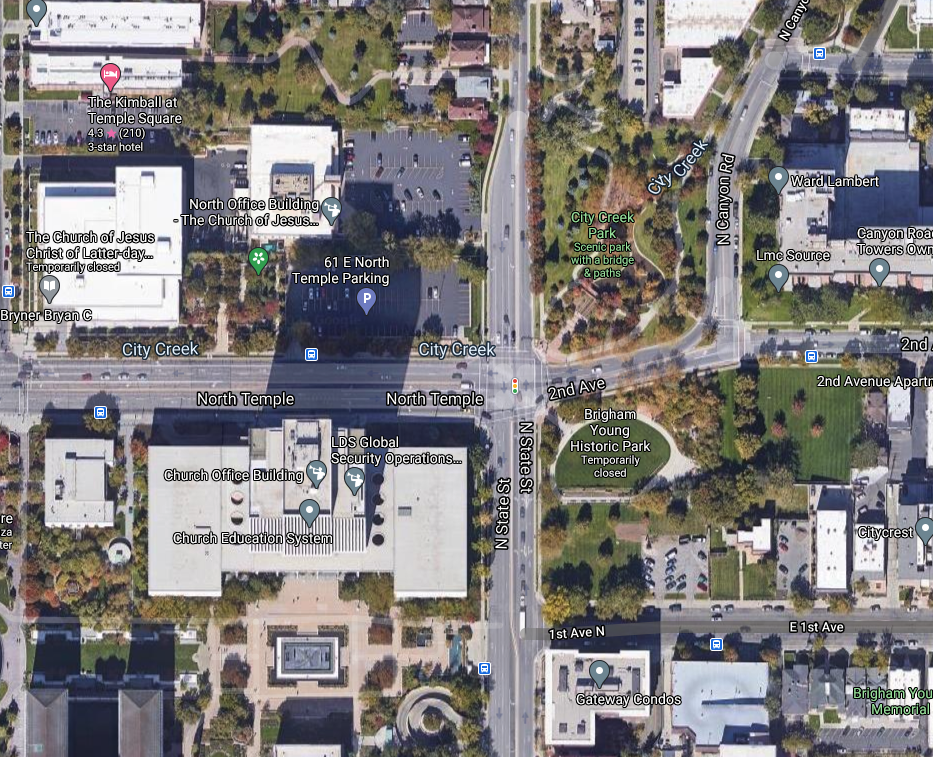 N Canyo
The Kimball at
Temple Square
4.3 ★ (210)
3-star hotel
City Creek
N Canyon Rd
Ward Lambert
North Office Building
- The Church of Jesus...
City Creek
Park
Scenic park
with a bridge
& paths
The Church of Jesus
Christ of Latter-day...
Temporarily closed
61 E North
Temple Parking
P
Canyon Road
Towers Own
Lmc Source
Bryner Bryan C
City Creek
City Creek
2nd A
2nd Ave
2nd Avenue Apartm
North Temple
North Temple
Brigham
Young
Historic Park
Temporarily
closed
N State St
N State St
LDS Global
Security Operations...
Church Office Building
Church Education System
re
za
ter
Citycrest
1st Ave N
E 1st Ave
Gateway Condos
Brigham You
Memorial